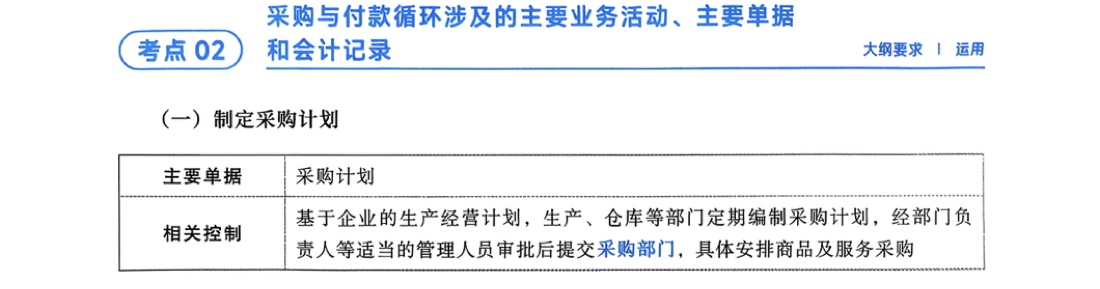 考点 02
采购与付款循环涉及的主要业务活动、主要单据
和会计记录
大纲要求 | 运用
（一）制定采购计划
主要单据
采购计划
相关控制
基于企业的生产经营计划，生产、仓库等部门定期编制采购计划，经部门负
责人等适当的管理人员审批后提交采购部门，具体安排商品及服务采购